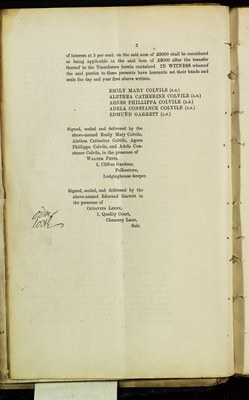 2
of interest at 5 per cent. on the said sum of £3000 shall be considered
as being applicable to the said sum of £3000 after the transfer
thereof to the Transferees herein contained IN WITNESS whereof
the said parties to these presents have hereunto set their hands and
seals the day and year first above written.
EMILY MARY COLVILE (L.S.)
ALETHEA CATHERINE COLVILE (L.S.)
AGNES PHILLIPPA COLVILE (L.S.)
ADELA CONSTANCE COLVILE (L.S.)
EDMUND GARRETT (L.S.)
Signed, sealed and delivered by the
above-named Emily Mary Colvile,
Alethea Catherine Colvile, Agnes
Phillippa Colvile, and Adela Con-
stance Colvile, in the presence of
WALTER
3, Clifton Gardens,
Folkestone,
Lodginghouse keeper.
Signed, sealed, and delivered by the
above-named Edmund Garrett in
the presence of
OCTAVIUS LEEFE,
1, Quality Court,
Chancery Lane,
Solr.